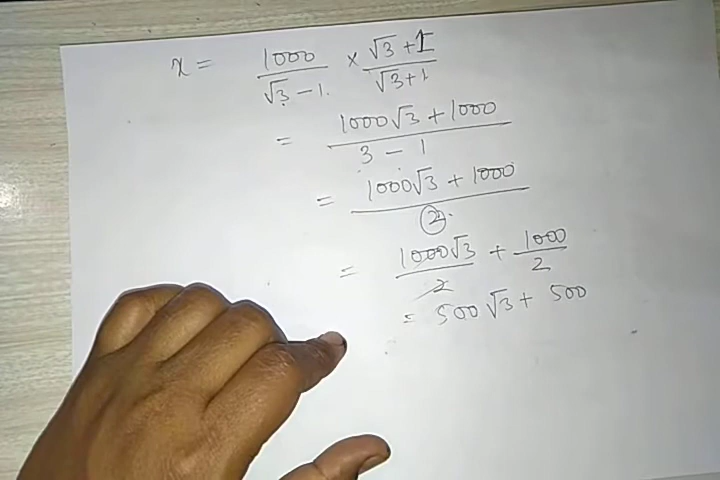 x = 1000/(√3 - 1) × (√3 + 1)/(√3 + 1)
= (1000√3 + 1000)/(3 - 1)
= (1000√3 + 1000)/2
= 1000√3/2 + 1000/2
= 500√3 + 500